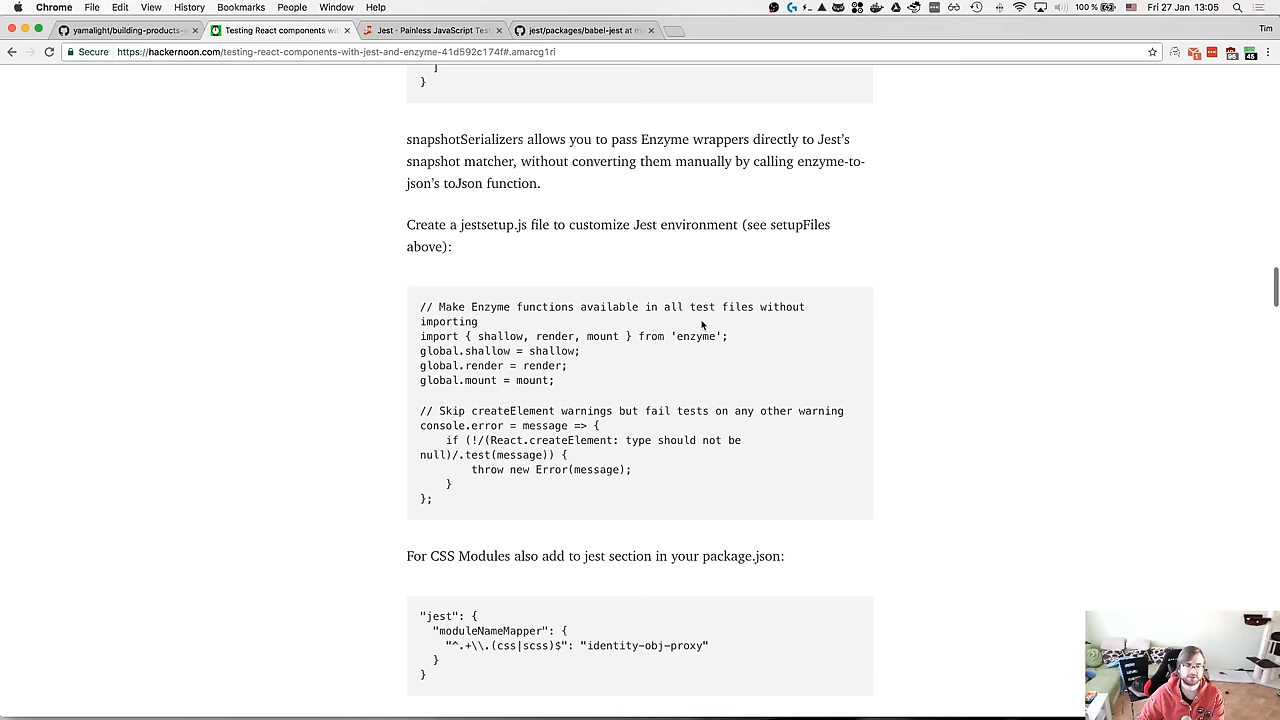 Chrome File Edit View History Bookmarks People Window Help 100 % Fri 27 Jan 13:05
yamalight/building-products- Testing React components wit Jest · Painless JavaScript Tes jest/packages/babel-jest at m Tim
Secure https://hackernoon.com/testing-react-components-with-jest-and-enzyme-41d592c174f#.amarcg1ri
]
}
snapshotSerializers allows you to pass Enzyme wrappers directly to Jest’s
snapshot matcher, without converting them manually by calling enzyme-to-
json’s toJson function.
Create a jestsetup.js file to customize Jest environment (see setupFiles
above):
// Make Enzyme functions available in all test files without
importing
import { shallow, render, mount } from 'enzyme';
global.shallow = shallow;
global.render = render;
global.mount = mount;
// Skip createElement warnings but fail tests on any other warning
console.error = message => {
if (!/(React.createElement: type should not be
null)/.test(message)) {
throw new Error(message);
}
};
For CSS Modules also add to jest section in your package.json:
"jest": {
"moduleNameMapper": {
"^.+\\.(css|scss)$": "identity-obj-proxy"
}
}